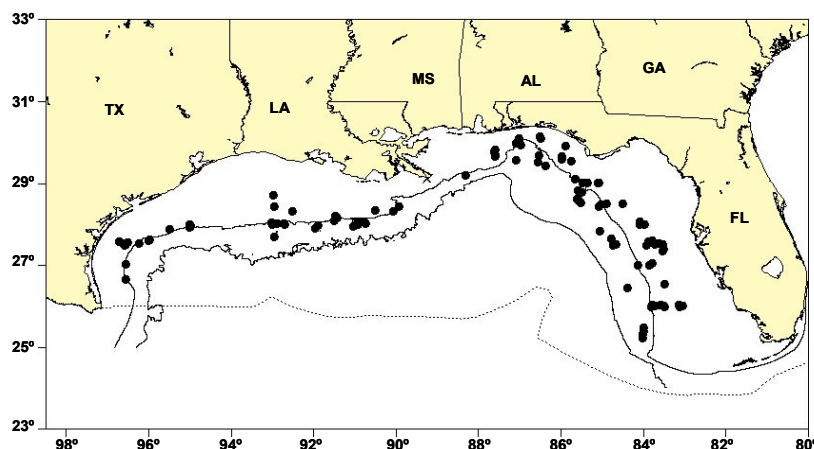 33º
31º
29º
27º
25º
23º
TX
LA
MS
AL
GA
FL
98º 96º 94º 92º 90º 88º 86º 84º 82º 80º